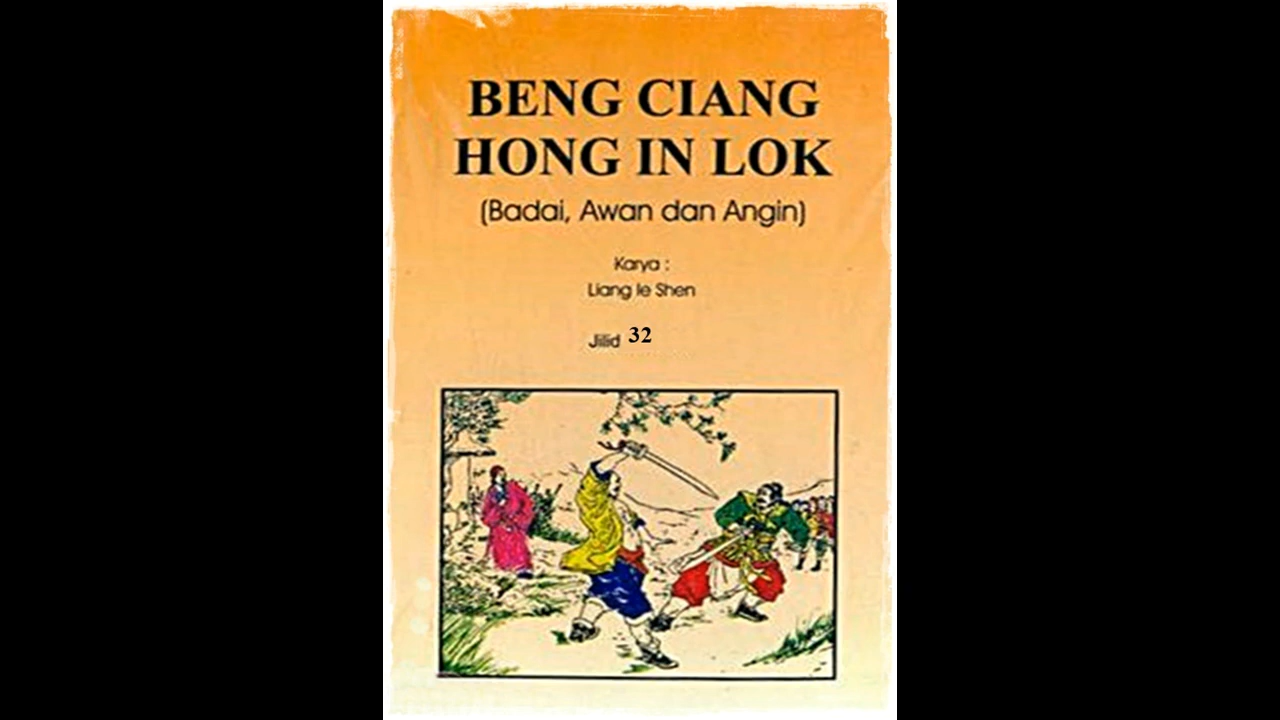 BENG CIANG
HONG IN LOK
(Badai, Awan dan Angin)
Karya :
Liang Ie Shen
Jilid 32